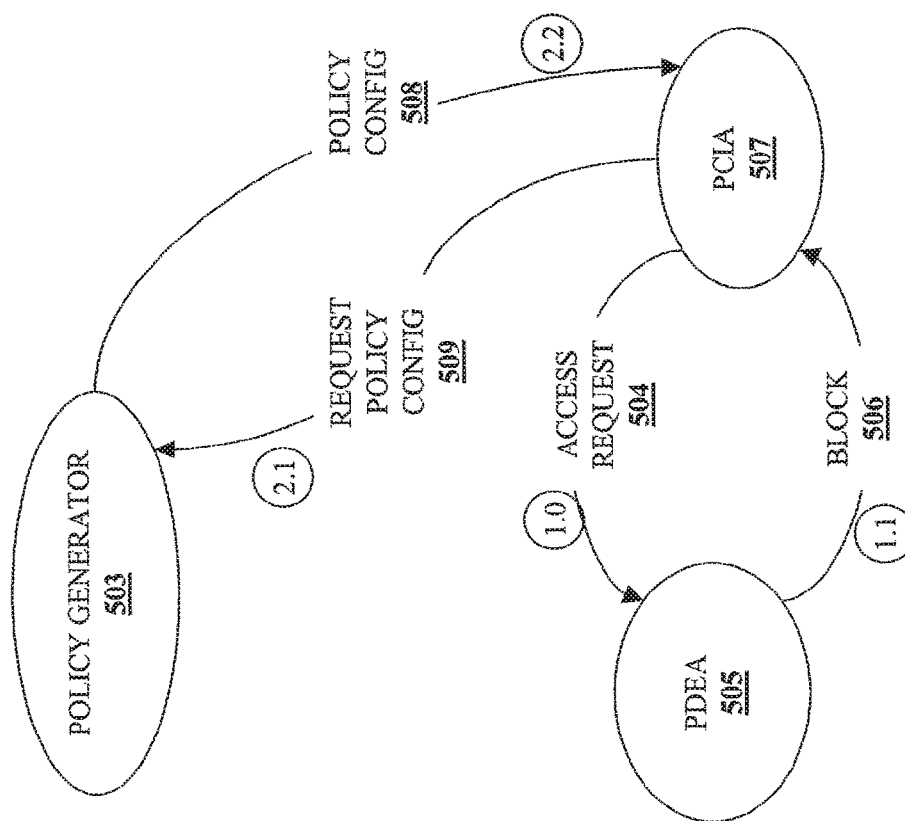 POLICY GENERATOR
503
2.1
REQUEST
POLICY
CONFIG
509
POLICY
CONFIG
508
2.2
PDEA
505
1.0
ACCESS
REQUEST
504
1.1
BLOCK
506
PCIA
507